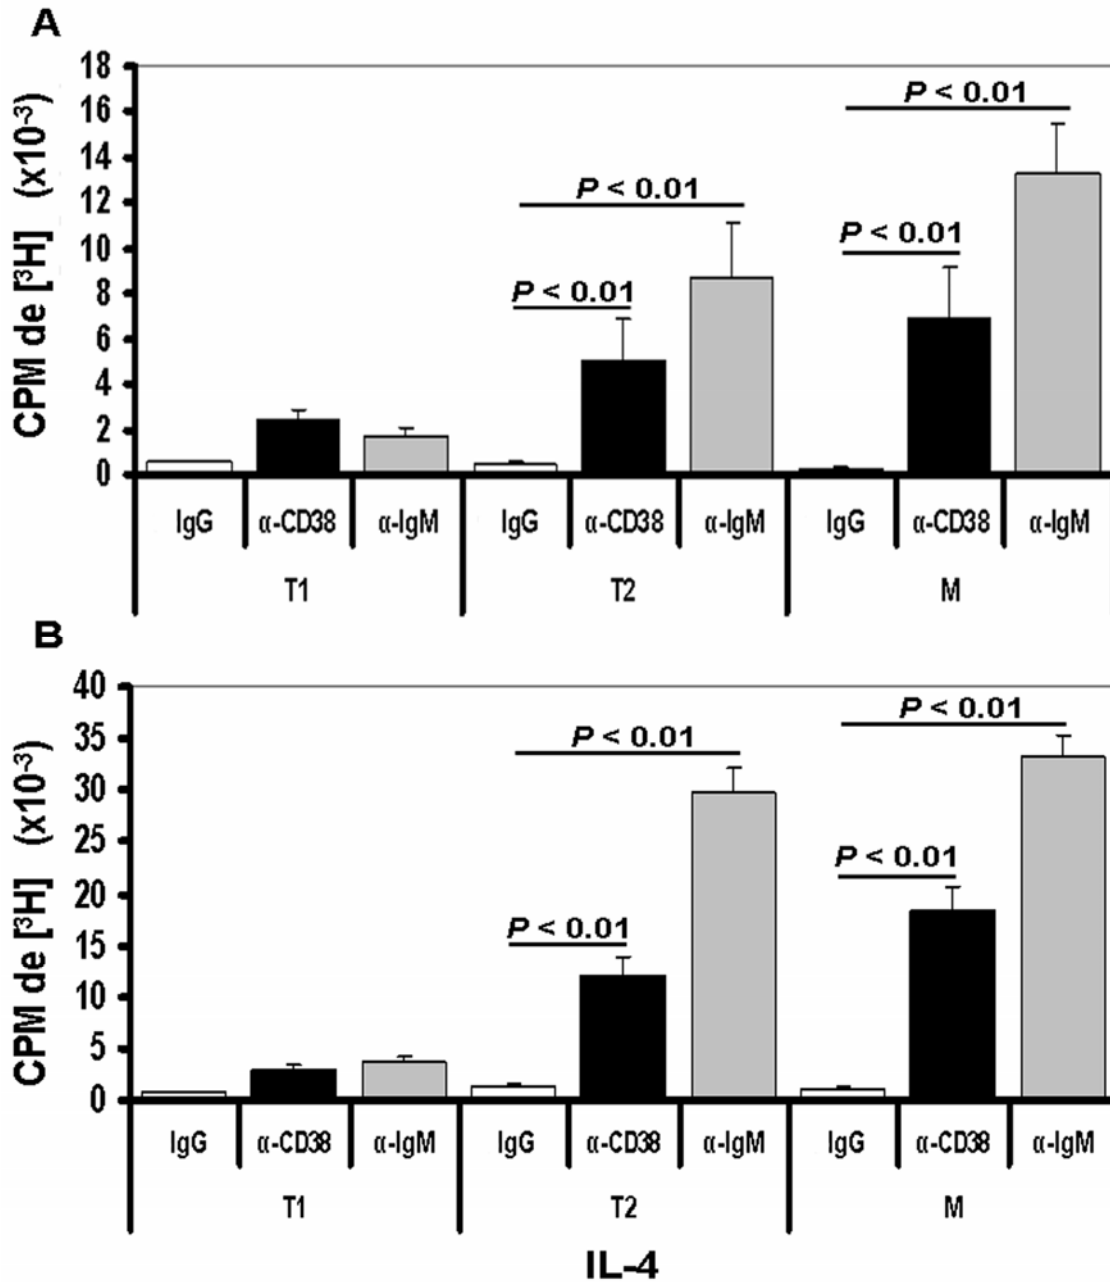 A
CPM de [³H] (x10⁻³)
18
16
14
12
10
8
6
4
2
0
P < 0.01
P < 0.01
P < 0.01
P < 0.01
IgG α-CD38 α-IgM IgG α-CD38 α-IgM IgG α-CD38 α-IgM
T1 T2 M
B
CPM de [³H] (x10⁻³)
40
35
30
25
20
15
10
5
0
P < 0.01
P < 0.01
P < 0.01
P < 0.01
IgG α-CD38 α-IgM IgG α-CD38 α-IgM IgG α-CD38 α-IgM
T1 T2 M
IL-4